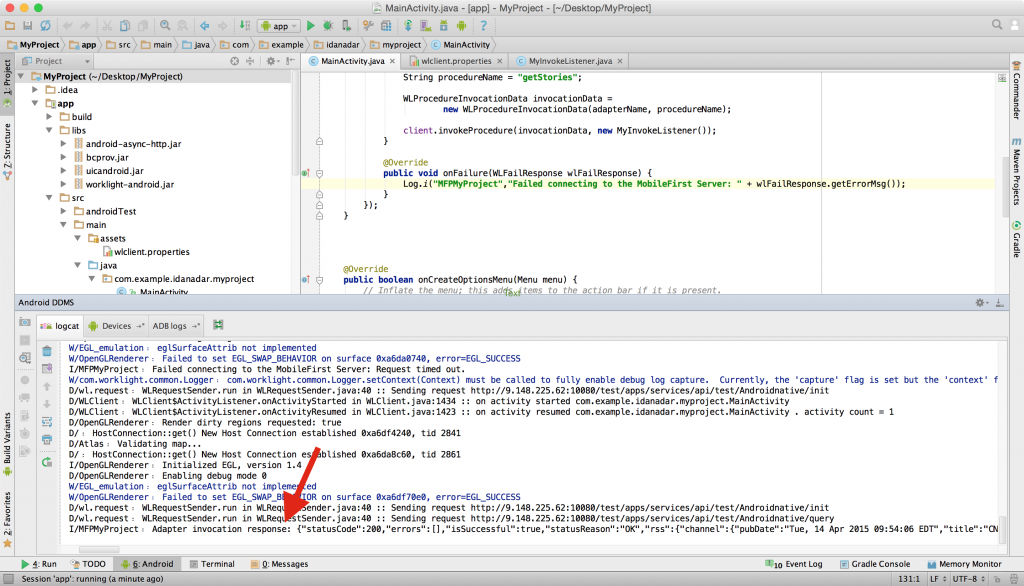 MainActivity.java - [app] - MyProject - [~/Desktop/MyProject]
app
MyProject app src main java com example idanadar myproject MainActivity
Project
MainActivity.java wlclient.properties MyInvokeListener.java
1: Project
Z: Structure
MyProject (~/Desktop/MyProject)
.idea
app
build
libs
android-async-http.jar
bcprov.jar
uicandroid.jar
worklight-android.jar
src
androidTest
main
assets
wlclient.properties
java
com.example.idanadar.myproject
MainActivity
String procedureName = "getStories";
WLProcedureInvocationData invocationData =
new WLProcedureInvocationData(adapterName, procedureName);
client.invokeProcedure(invocationData, new MyInvokeListener());
}
@Override
public void onFailure(WLFailResponse wlFailResponse) {
Log.i("MFPMyProject","Failed connecting to the MobileFirst Server: " + wlFailResponse.getErrorMsg());
}
});
}
@Override
public boolean onCreateOptionsMenu(Menu menu) {
// Inflate the menu; this adds items to the action bar if it is present.
Text
Commander
Maven Projects
Gradle
Android DDMS
logcat Devices ADB logs
W/EGL_emulation: eglSurfaceAttrib not implemented
W/OpenGLRenderer: Failed to set EGL_SWAP_BEHAVIOR on surface 0xa6da0740, error=EGL_SUCCESS
I/MFPMyProject: Failed connecting to the MobileFirst Server: Request timed out.
W/com.worklight.common.Logger: com.worklight.common.Logger.setContext(Context) must be called to fully enable debug log capture.  Currently, the 'capture' flag is set but the 'context' f
D/wl.request: WLRequestSender.run in WLRequestSender.java:40 :: Sending request http://9.148.225.62:10080/test/apps/services/api/test/Androidnative/init
D/WLClient: WLClient$ActivityListener.onActivityStarted in WLClient.java:1434 :: on activity started com.example.idanadar.myproject.MainActivity
D/WLClient: WLClient$ActivityListener.onActivityResumed in WLClient.java:1423 :: on activity resumed com.example.idanadar.myproject.MainActivity . activity count = 1
D/OpenGLRenderer: Render dirty regions requested: true
D/: HostConnection::get() New Host Connection established 0xa6df4240, tid 2841
D/Atlas: Validating map...
D/: HostConnection::get() New Host Connection established 0xa6da8c60, tid 2861
I/OpenGLRenderer: Initialized EGL, version 1.4
D/OpenGLRenderer: Enabling debug mode 0
W/EGL_emulation: eglSurfaceAttrib not implemented
W/OpenGLRenderer: Failed to set EGL_SWAP_BEHAVIOR on surface 0xa6df70e0, error=EGL_SUCCESS
D/wl.request: WLRequestSender.run in WLRequestSender.java:40 :: Sending request http://9.148.225.62:10080/test/apps/services/api/test/Androidnative/init
D/wl.request: WLRequestSender.run in WLRequestSender.java:40 :: Sending request http://9.148.225.62:10080/test/apps/services/api/test/Androidnative/query
I/MFPMyProject: Adapter invocation response: {"statusCode":200,"errors":[],"isSuccessful":true,"statusReason":"OK","rss":{"channel":{"pubDate":"Tue, 14 Apr 2015 09:54:06 EDT","title":"CN
Build Variants
2: Favorites
4: Run TODO 6: Android Terminal 0: Messages 10 Event Log Gradle Console Memory Monitor
Session 'app': running (a minute ago) 131:1 LF UTF-8